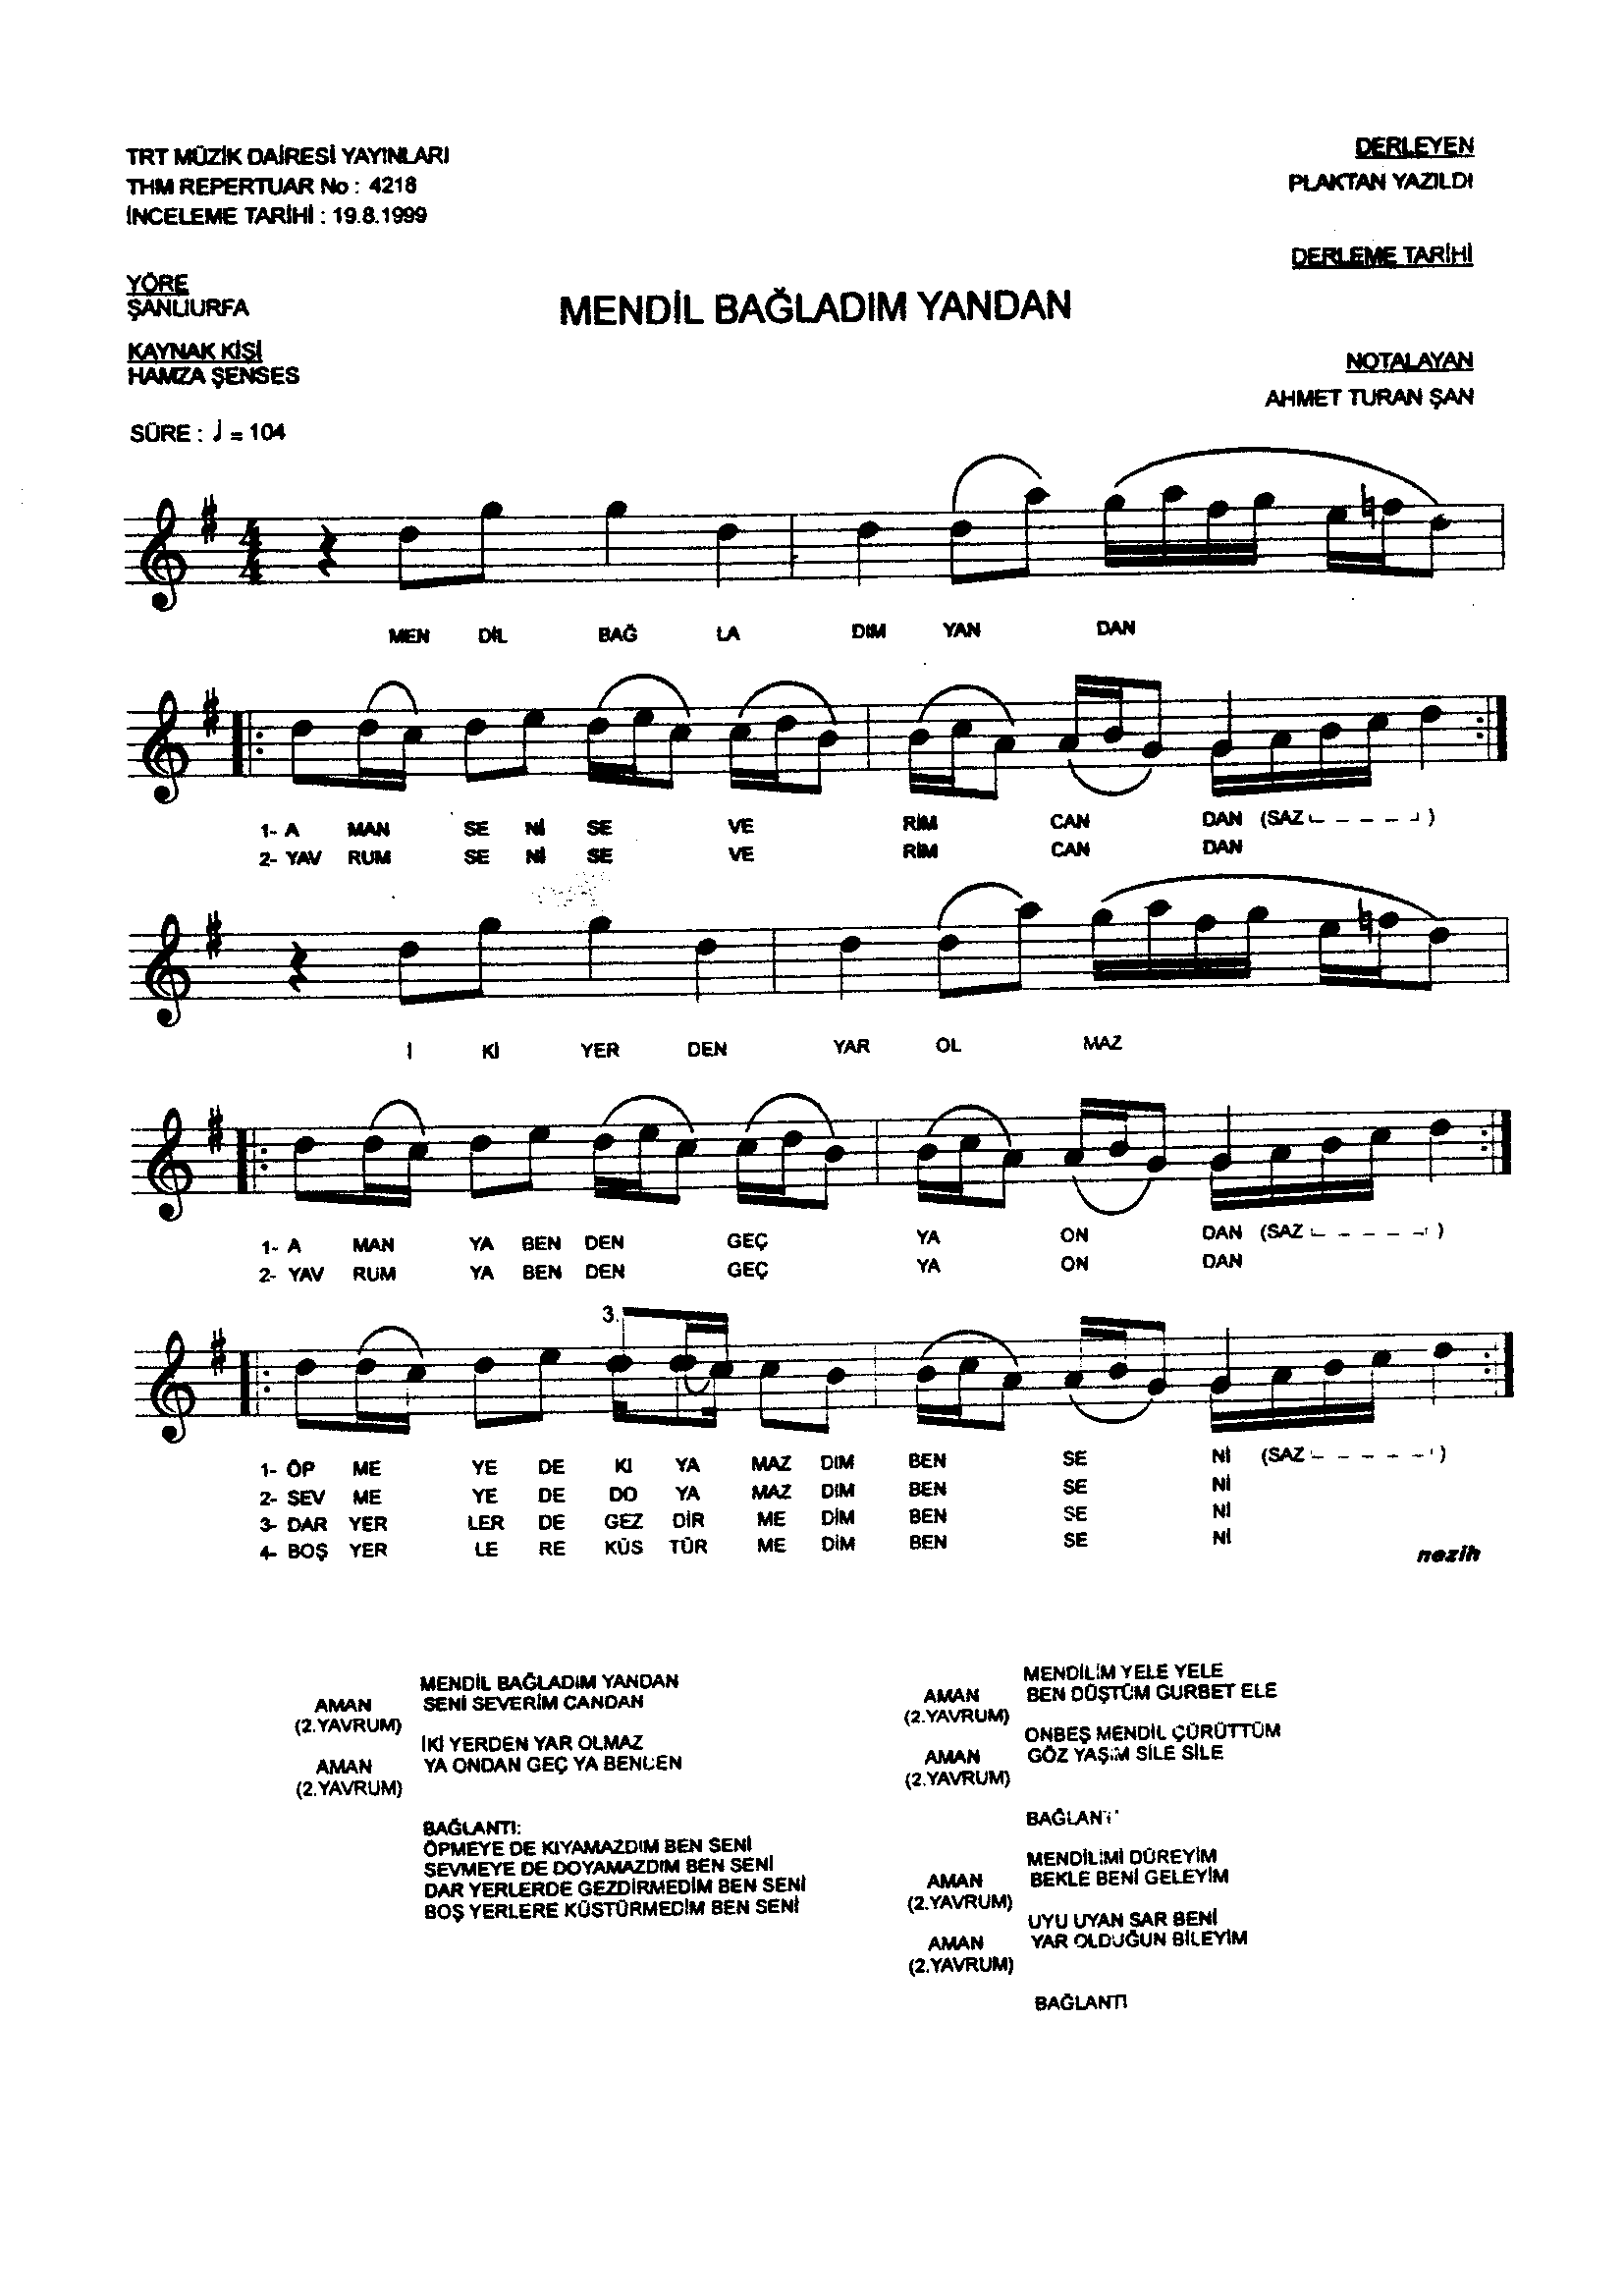 TRT MÜZİK DAİRESİ YAYINLARI
THM REPERTUAR No : 4218
İNCELEME TARİHİ : 19.8.1999
DERLEYEN
PLAKTAN YAZILDI
DERLEME TARİHİ
YÖRE
ŞANLIURFA
MENDİL BAĞLADIM YANDAN
KAYNAK KİŞİ
HAMZA ŞENSES
NOTALAYAN
AHMET TURAN ŞAN
SÜRE : ♩ = 104
4
4
MEN DİL BAĞ LA DIM YAN DAN
1- A MAN SE Nİ SE VE RİM CAN DAN (SAZ - - - - - )
2- YAV RUM SE Nİ SE VE RİM CAN DAN
İ Kİ YER DEN YAR OL MAZ
1- A MAN YA BEN DEN GEÇ YA ON DAN (SAZ - - - - - )
2- YAV RUM YA BEN DEN GEÇ YA ON DAN
3.
1- ÖP ME YE DE KI YA MAZ DIM BEN SE Nİ (SAZ - - - - - )
2- SEV ME YE DE DO YA MAZ DIM BEN SE Nİ
3- DAR YER LER DE GEZ DİR ME DİM BEN SE Nİ
4- BOŞ YER LE RE KÜS TÜR ME DİM BEN SE Nİ
nezih
MENDİL BAĞLADIM YANDAN
AMAN SENİ SEVERİM CANDAN
(2.YAVRUM)
İKİ YERDEN YAR OLMAZ
AMAN YA ONDAN GEÇ YA BENDEN
(2.YAVRUM)
BAĞLANTI:
ÖPMEYE DE KIYAMAZDIM BEN SENİ
SEVMEYE DE DOYAMAZDIM BEN SENİ
DAR YERLERDE GEZDİRMEDİM BEN SENİ
BOŞ YERLERE KÜSTÜRMEDİM BEN SENİ
MENDİLİM YELE YELE
AMAN BEN DÜŞTÜM GURBET ELE
(2.YAVRUM)
ONBEŞ MENDİL ÇÜRÜTTÜM
AMAN GÖZ YAŞIM SİLE SİLE
(2.YAVRUM)
BAĞLANTI
MENDİLİMİ DÜREYİM
AMAN BEKLE BENİ GELEYİM
(2.YAVRUM)
UYU UYAN SAR BENİ
AMAN YAR OLDUĞUN BİLEYİM
(2.YAVRUM)
BAĞLANTI